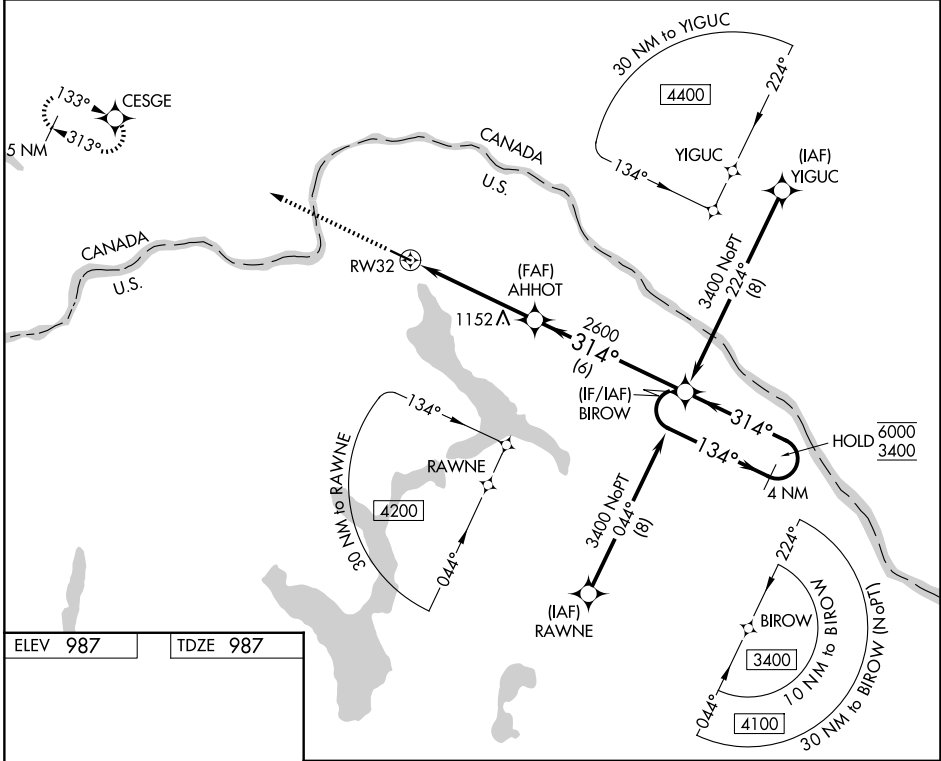 30 NM to YIGUC
224°
4400
134°
YIGUC
(IAF)
YIGUC
133°
CESGE
313°
5 NM
CANADA
U.S.
CANADA
U.S.
3400 NoPT
224°
(8)
RW32
(FAF)
AHHOT
1152
2600
314°
(6)
(IF/IAF)
BIROW
314°
134°
HOLD 6000
3400
4 NM
134°
30 NM to RAWNE
RAWNE
4200
044°
3400 NoPT
044°
(8)
(IAF)
RAWNE
224°
BIROW
3400
10 NM to BIROW
044°
4100
30 NM to BIROW (NoPT)
ELEV 987
TDZE 987